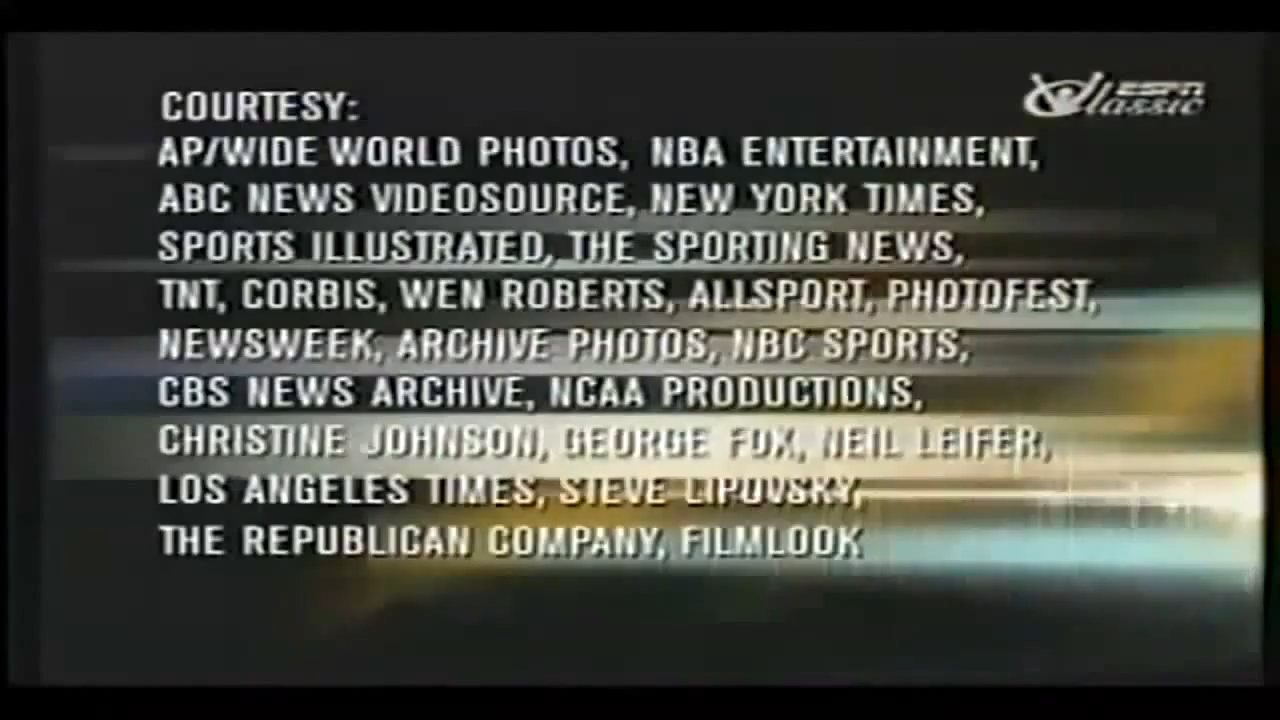 COURTESY:
ESPN Classic
AP/WIDE WORLD PHOTOS, NBA ENTERTAINMENT,
ABC NEWS VIDEOSOURCE, NEW YORK TIMES,
SPORTS ILLUSTRATED, THE SPORTING NEWS,
TNT, CORBIS, WEN ROBERTS, ALLSPORT, PHOTOFEST,
NEWSWEEK, ARCHIVE PHOTOS, NBC SPORTS,
CBS NEWS ARCHIVE, NCAA PRODUCTIONS,
CHRISTINE JOHNSON, GEORGE FOX, NEIL LEIFER,
LOS ANGELES TIMES, STEVE LIPOVSKY,
THE REPUBLICAN COMPANY, FILMLOOK